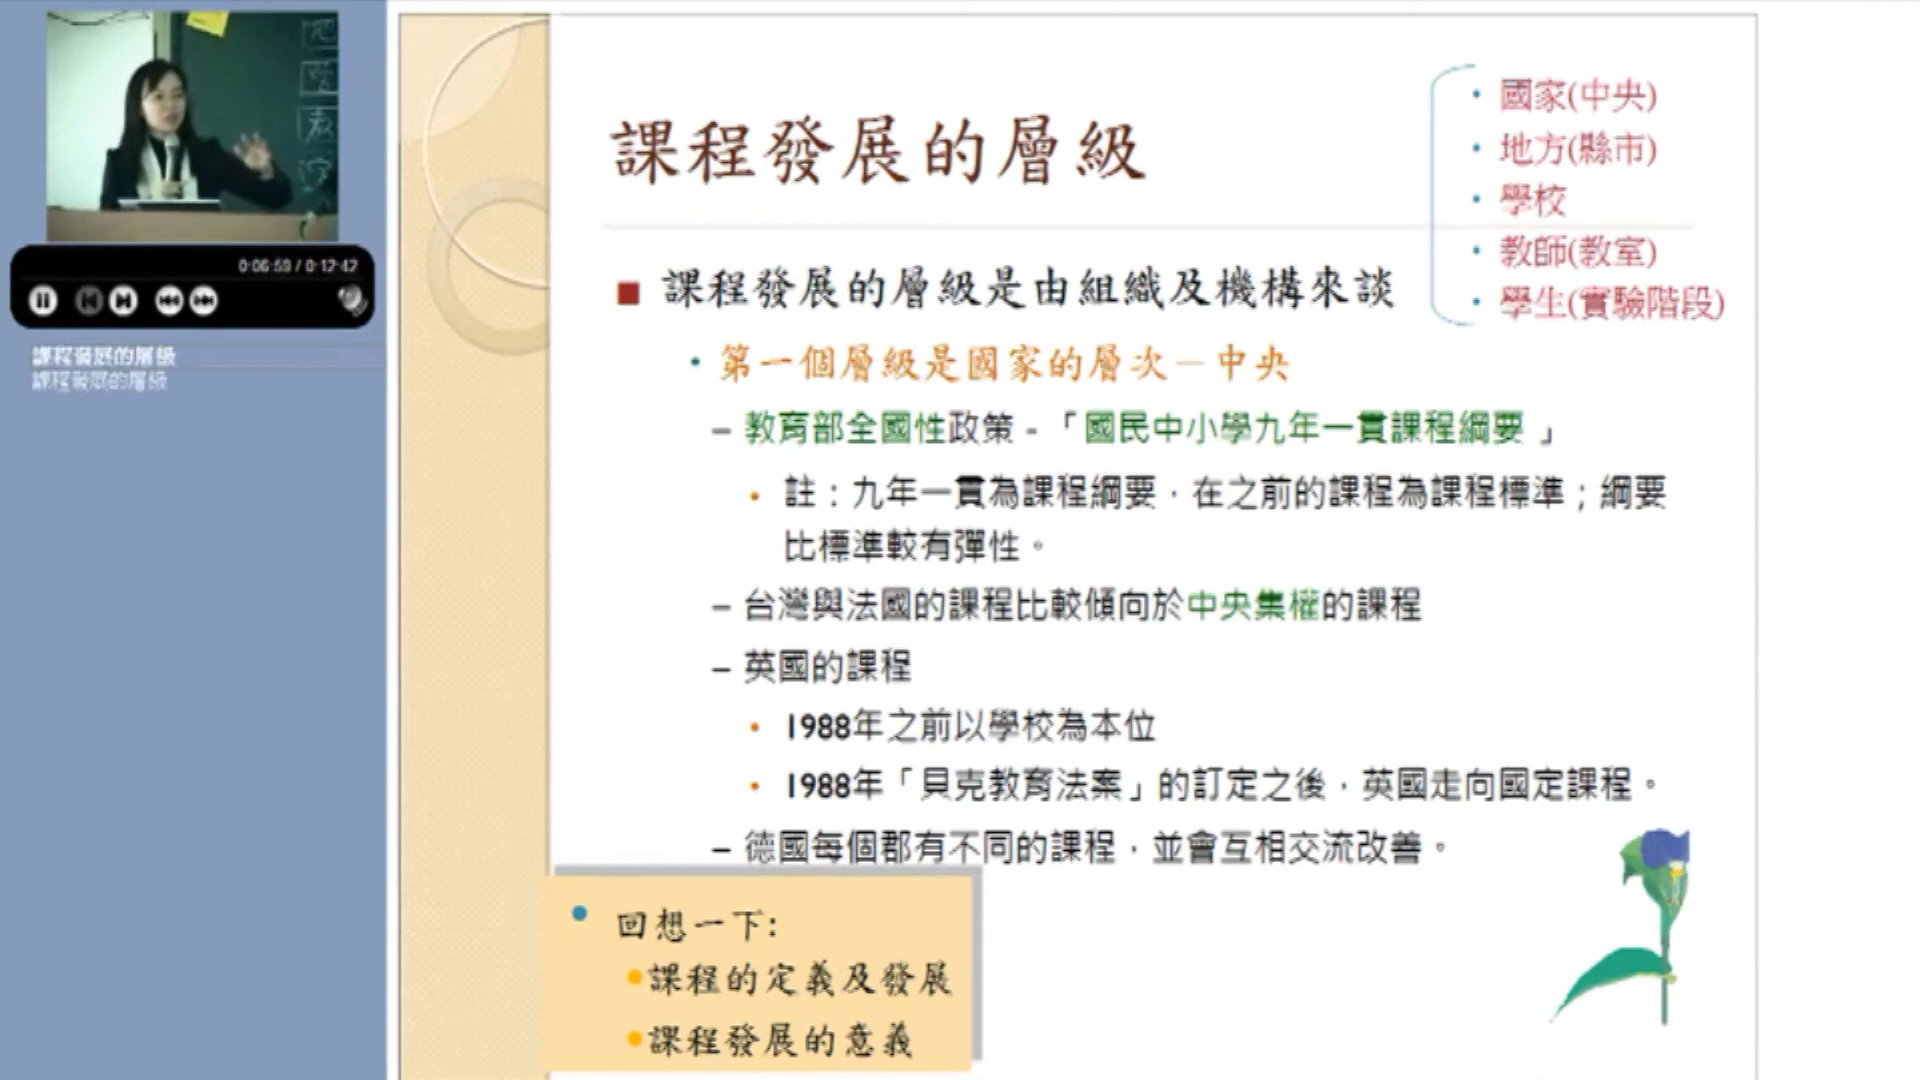 課程發展的層級
國家(中央)
地方(縣市)
學校
教師(教室)
學生(實驗階段)
課程發展的層級是由組織及機構來談
第一個層級是國家的層次－中央
– 教育部全國性政策 - 「國民中小學九年一貫課程綱要 」
註：九年一貫為課程綱要，在之前的課程為課程標準；綱要
比標準較有彈性。
– 台灣與法國的課程比較傾向於中央集權的課程
– 英國的課程
1988年之前以學校為本位
1988年「貝克教育法案」的訂定之後，英國走向國定課程。
– 德國每個郡有不同的課程，並會互相交流改善。
回想一下:
課程的定義及發展
課程發展的意義
課程發展的層級
課程發展的層級